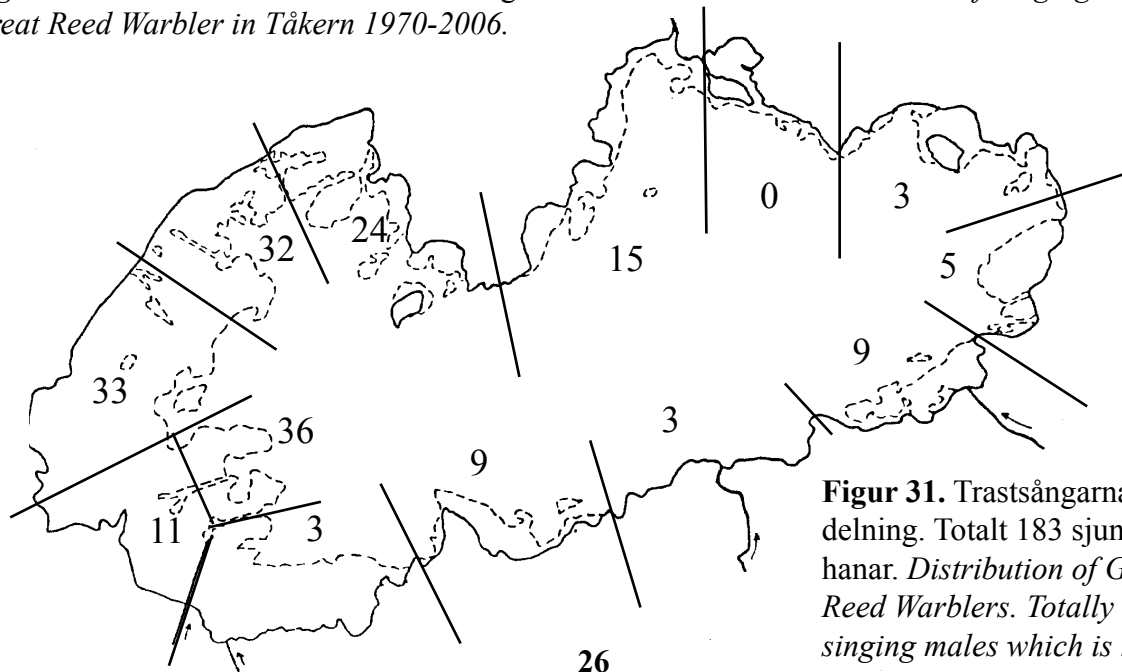 reat Reed Warbler in Tåkern 1970-2006.
0
3
24
32
15
5
9
33
3
36
9
11
3
Figur 31. Trastsångarna
delning. Totalt 183 sjun
hanar. Distribution of G
Reed Warblers. Totally
singing males which is
26